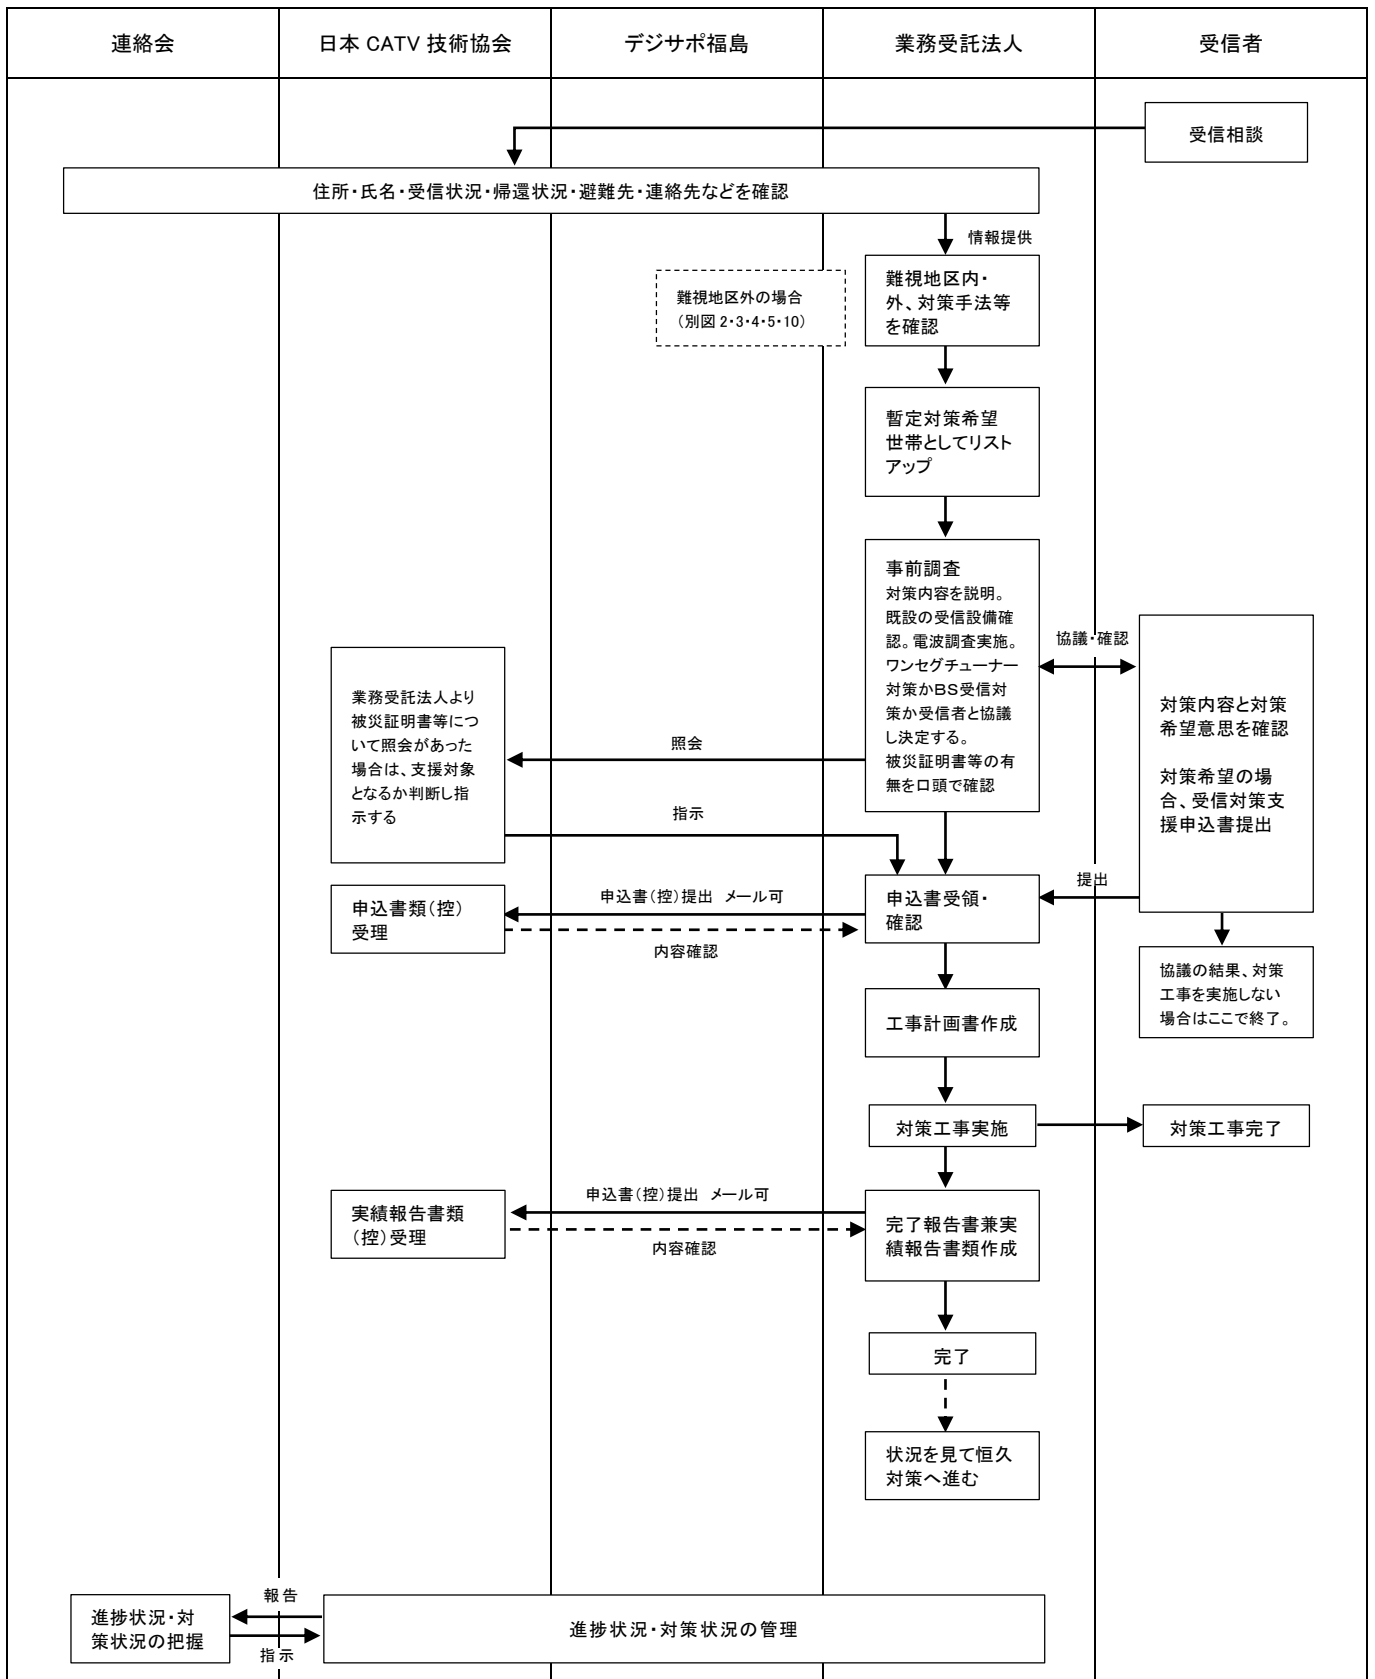 連絡会
日本 CATV 技術協会
デジサポ福島
業務受託法人
受信者
受信相談
住所・氏名・受信状況・帰還状況・避難先・連絡先などを確認
情報提供
難視地区外の場合
（別図 2・3・4・5・10）
難視地区内・
外、対策手法等
を確認
暫定対策希望
世帯としてリスト
アップ
事前調査
対策内容を説明。
既設の受信設備確
認。電波調査実施。
ワンセグチューナー
対策かＢＳ受信対
策か受信者と協議
し決定する。
被災証明書等の有
無を口頭で確認
協議・確認
対策内容と対策
希望意思を確認
対策希望の場
合、受信対策支
援申込書提出
業務受託法人より
被災証明書等につ
いて照会があった
場合は、支援対象
となるか判断し指
示する
照会
指示
提出
申込書類（控）
受理
申込書（控）提出　メール可
内容確認
申込書受領・
確認
協議の結果、対策
工事を実施しない
場合はここで終了。
工事計画書作成
対策工事実施
対策工事完了
実績報告書類
（控）受理
申込書（控）提出　メール可
内容確認
完了報告書兼実
績報告書類作成
完了
状況を見て恒久
対策へ進む
進捗状況・対
策状況の把握
報告
指示
進捗状況・対策状況の管理